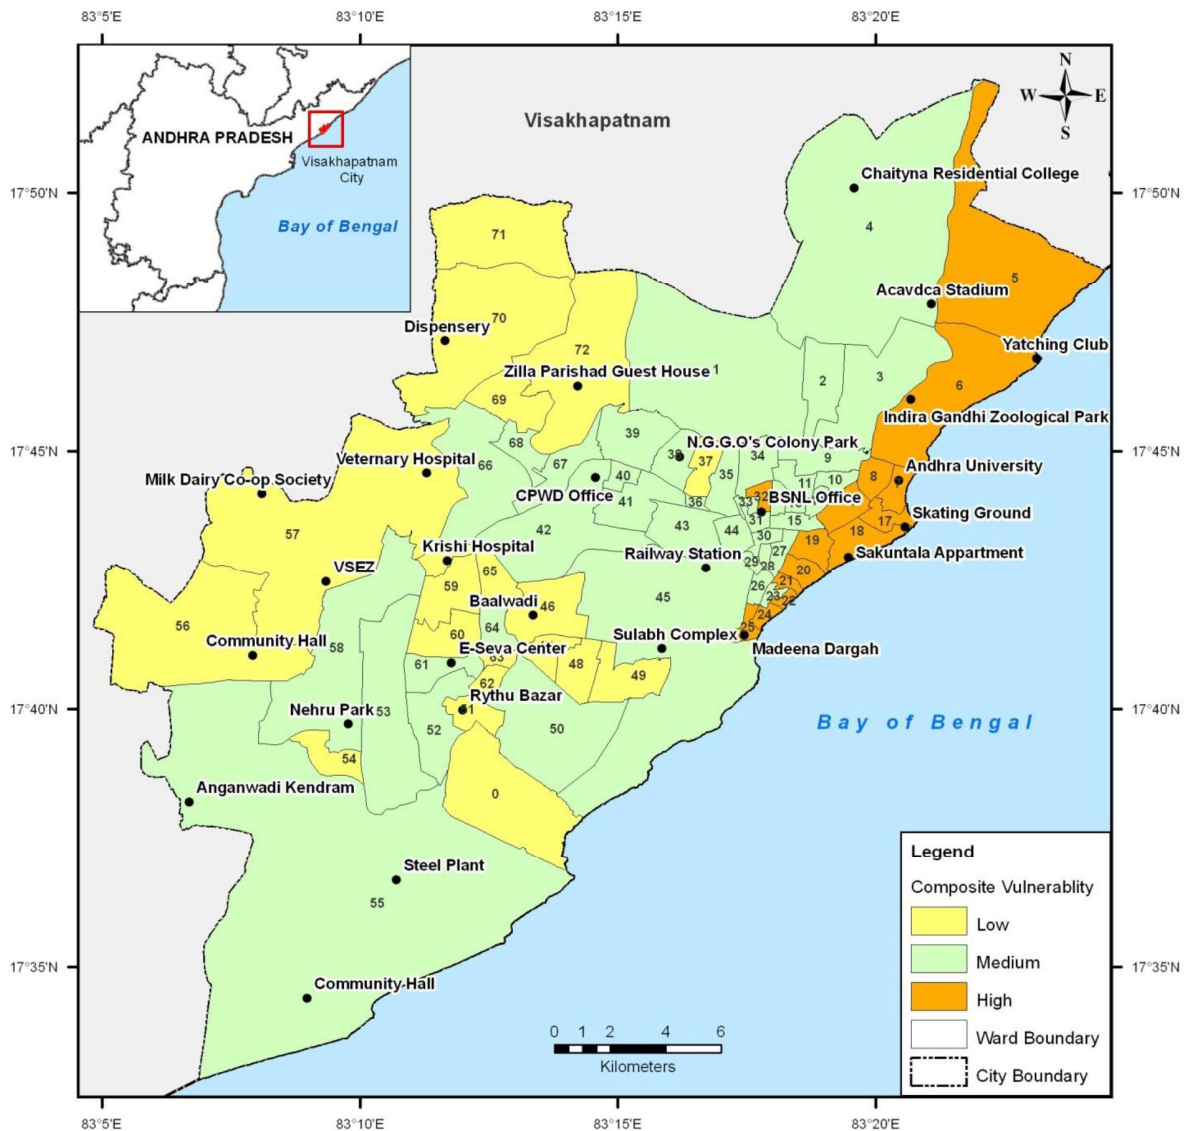 83°5'E 83°10'E 83°15'E 83°20'E
N
W E
S
ANDHRA PRADESH
Visakhapatnam
City
Bay of Bengal
Visakhapatnam
17°50'N 17°50'N
Chaityna Residential College
4
71
5
Acavdca Stadium
70
Dispensery
72
Yatching Club
Zilla Parishad Guest House
1
2
3
6
69
Indira Gandhi Zoological Park
39
68
N.G.G.O's Colony Park
17°45'N 17°45'N
38
37
34
9
Veternary Hospital
66
67
Andhra University
35
8
Milk Dairy Co-op Society
40
11
10
CPWD Office
41
36
33
32
BSNL Office
Skating Ground
57
42
43
44
31
15
17
30
18
19
Krishi Hospital
Railway Station
27
Sakuntala Appartment
VSEZ
65
29
28
20
59
26
21
Baalwadi
46
45
23
22
56
64
24
Community Hall
60
25
Sulabh Complex
58
E-Seva Center
Madeena Dargah
61
63
48
49
62
Rythu Bazar
17°40'N 17°40'N
Nehru Park
53
51
52
50
Bay of Bengal
54
Anganwadi Kendram
0
Steel Plant
55
17°35'N 17°35'N
Community Hall
0 1 2 4 6
Kilometers
Legend
Composite Vulnerablity
Low
Medium
High
Ward Boundary
City Boundary
83°5'E 83°10'E 83°15'E 83°20'E